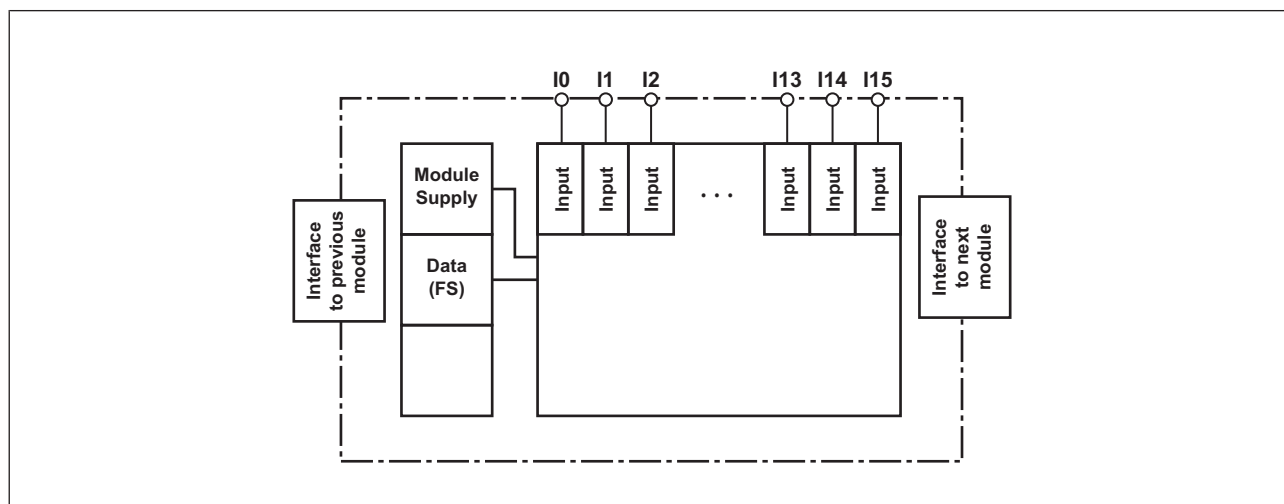 I0 I1 I2 I13 I14 I15
Module
Supply
Input Input Input ... Input Input Input
Interface
to previous
module
Data
(FS)
Interface
to next
module